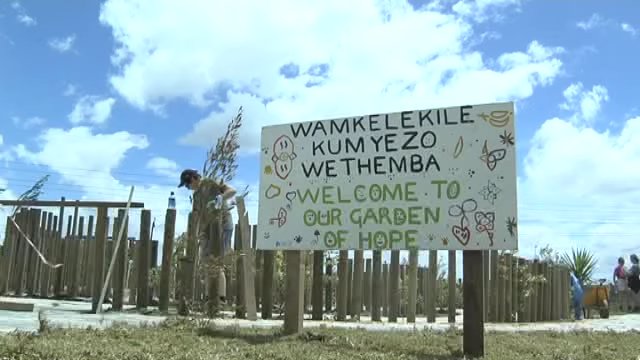 WAMKELEKILE
KUMYEZO
WETHEMBA
WELCOME TO
OUR GARDEN
OF HOPE